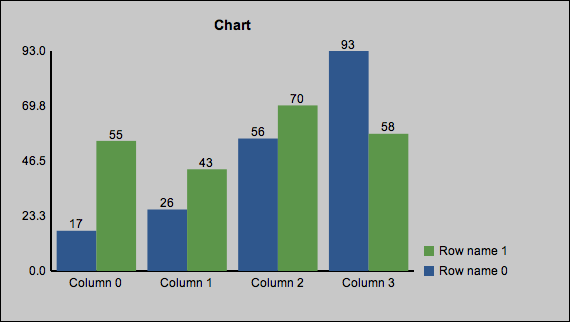 Chart
93.0
69.8
46.5
23.3
0.0
17
55
26
43
56
70
93
58
Column 0
Column 1
Column 2
Column 3
Row name 1
Row name 0